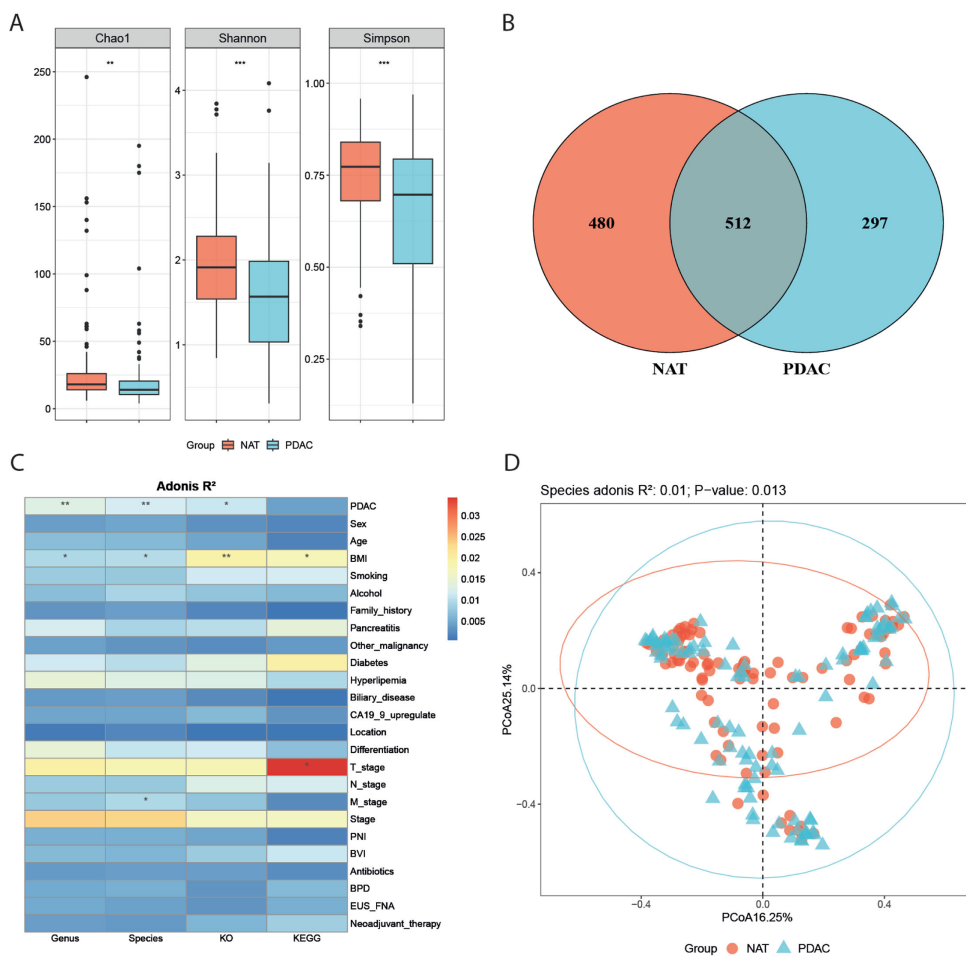 A
Chao1
Shannon
Simpson
**
***
***
250
200
150
100
50
0
4
3
2
1
1.00
0.75
0.50
0.25
Group NAT PDAC
B
480
512
297
NAT
PDAC
C
Adonis R²
** ** * PDAC
Sex
Age
* * ** * BMI
Smoking
Alcohol
Family_history
Pancreatitis
Other_malignancy
Diabetes
Hyperlipemia
Biliary_disease
CA19_9_upregulate
Location
Differentiation
* T_stage
N_stage
* M_stage
Stage
PNI
BVI
Antibiotics
BPD
EUS_FNA
Neoadjuvant_therapy
Genus Species KO KEGG
0.03
0.025
0.02
0.015
0.01
0.005
D
Species adonis R²: 0.01; P-value: 0.013
0.4
0.0
−0.4
PCoA25.14%
−0.4 0.0 0.4
PCoA16.25%
Group NAT PDAC